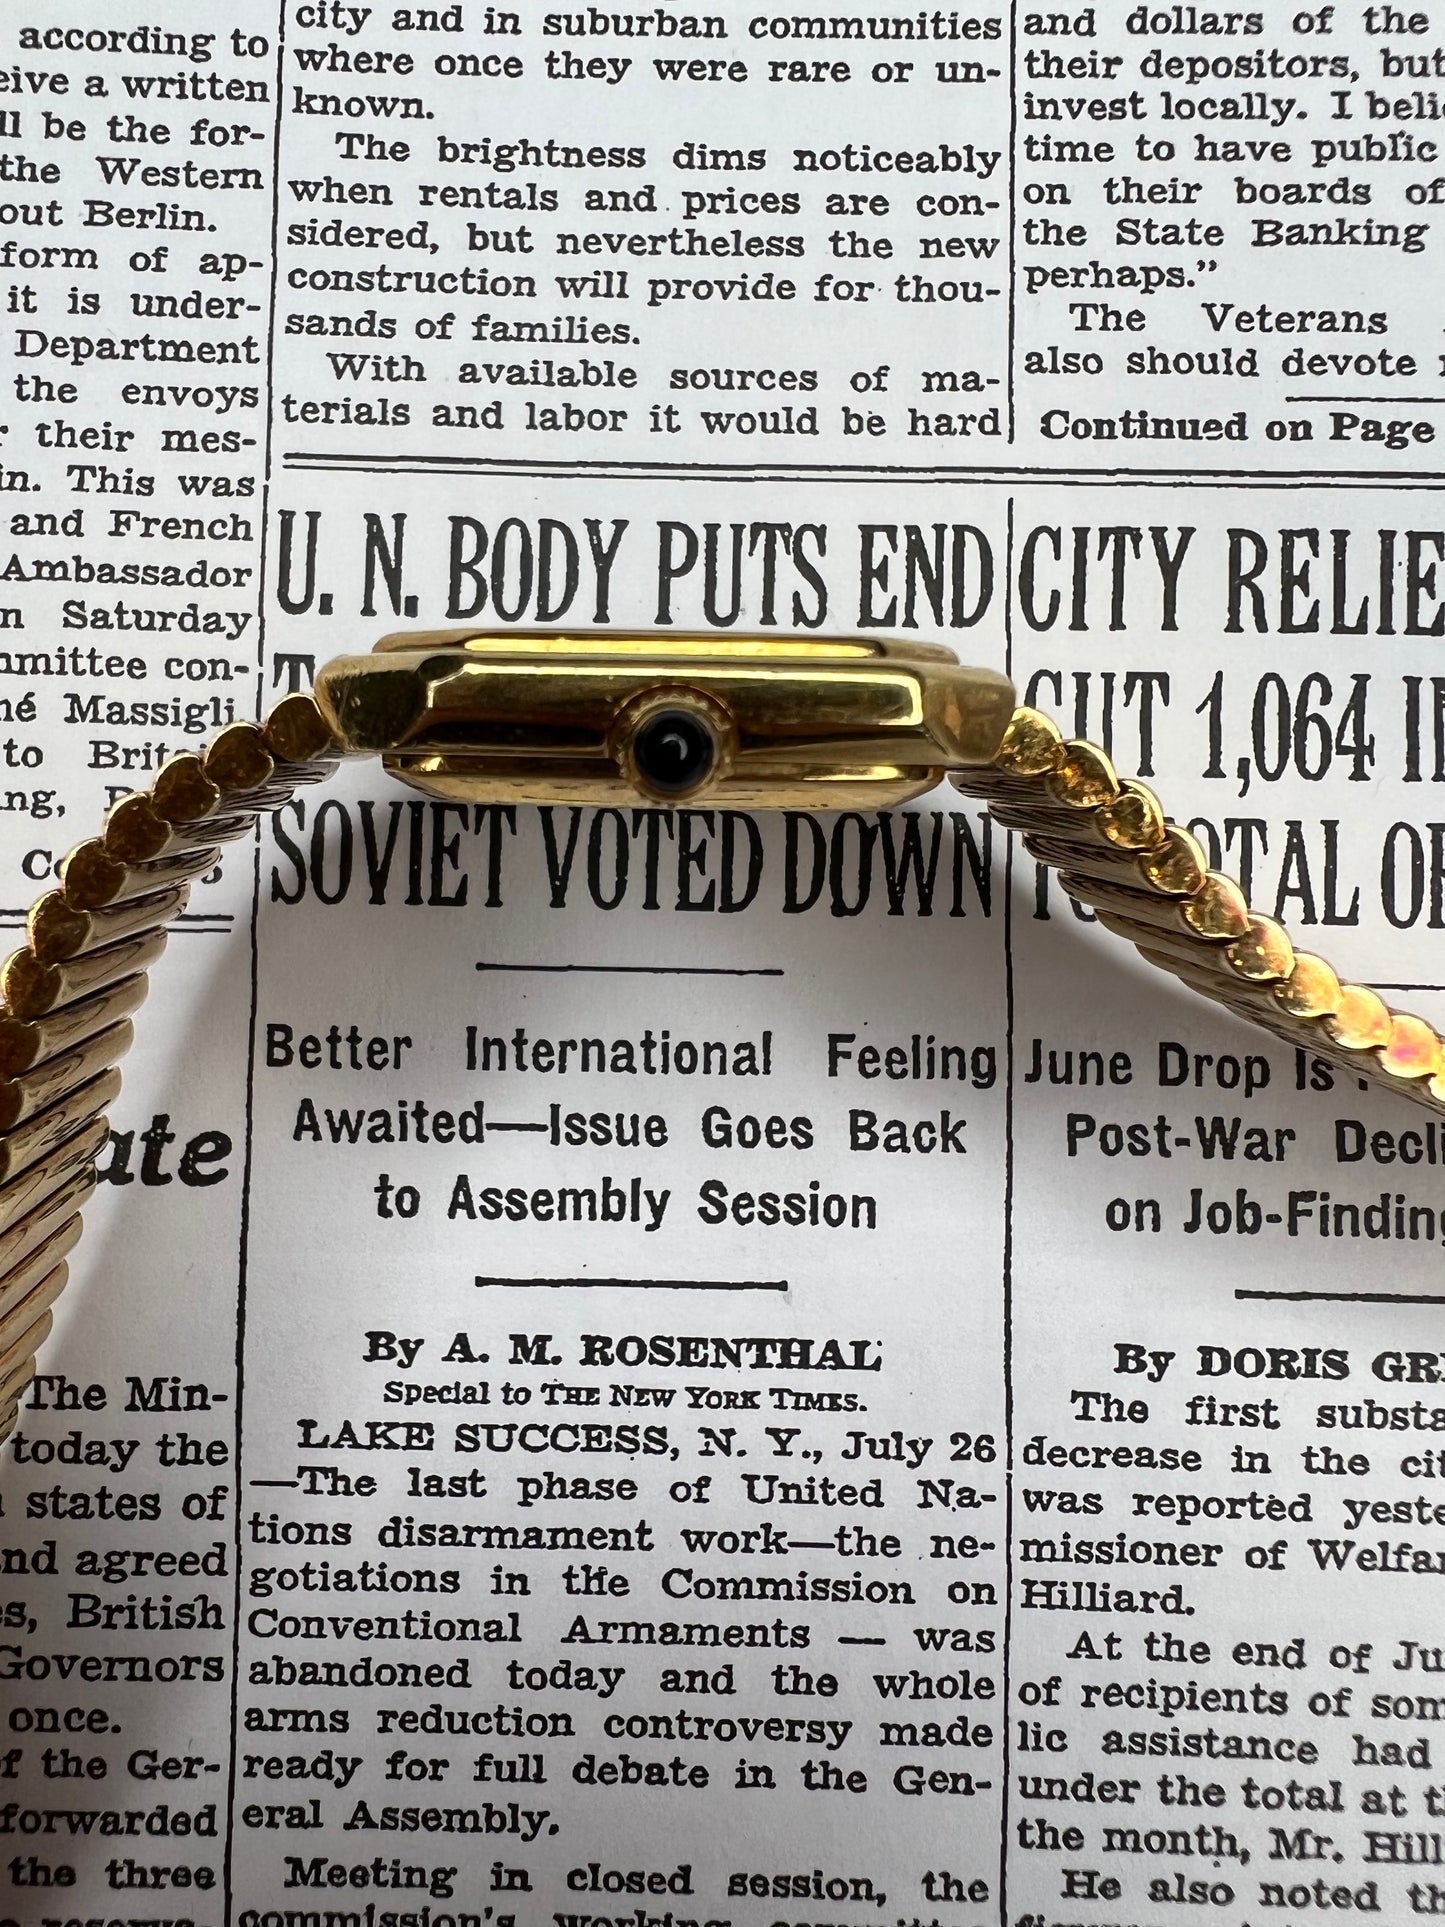 according to
eive a written
ll be the for-
the Western
out Berlin.
form of ap-
it is under-
Department
the envoys
their mes-
in. This was
and French
Ambassador
n Saturday
mmittee con-
né Massigli,
to
ng,
ate
The Min-
today the
states of
nd agreed
s, British
Governors
once.
f the Ger-
forwarded
the three
city and in suburban communities
where once they were rare or un-
known.
The brightness dims noticeably
when rentals and prices are con-
sidered, but nevertheless the new
construction will provide for thou-
sands of families.
With available sources of ma-
terials and labor it would be hard
U. N. BODY PUTS END
SOVIET VOTED DOWN
Better International Feeling
Awaited—Issue Goes Back
to Assembly Session
By A. M. ROSENTHAL
Special to THE NEW YORK TIMES.
LAKE SUCCESS, N. Y., July 26
—The last phase of United Na-
tions disarmament work—the ne-
gotiations in the Commission on
Conventional Armaments — was
abandoned today and the whole
arms reduction controversy made
ready for full debate in the Gen-
eral Assembly.
Meeting in closed session, the
commission's working
and dollars of the
their depositors, but
invest locally. I beli
time to have public
on their boards of
the State Banking
perhaps."
The Veterans
also should devote
Continued on Page
CITY RELIE
CUT 1,064 I
TOTAL OF
June Drop Is
Post-War Decli
on Job-Finding
By DORIS GRE
The first substa
decrease in the cit
was reported yeste
missioner of Welfar
Hilliard.
At the end of Ju
of recipients of som
lic assistance had
under the total at t
the month, Mr. Hill
He also noted th